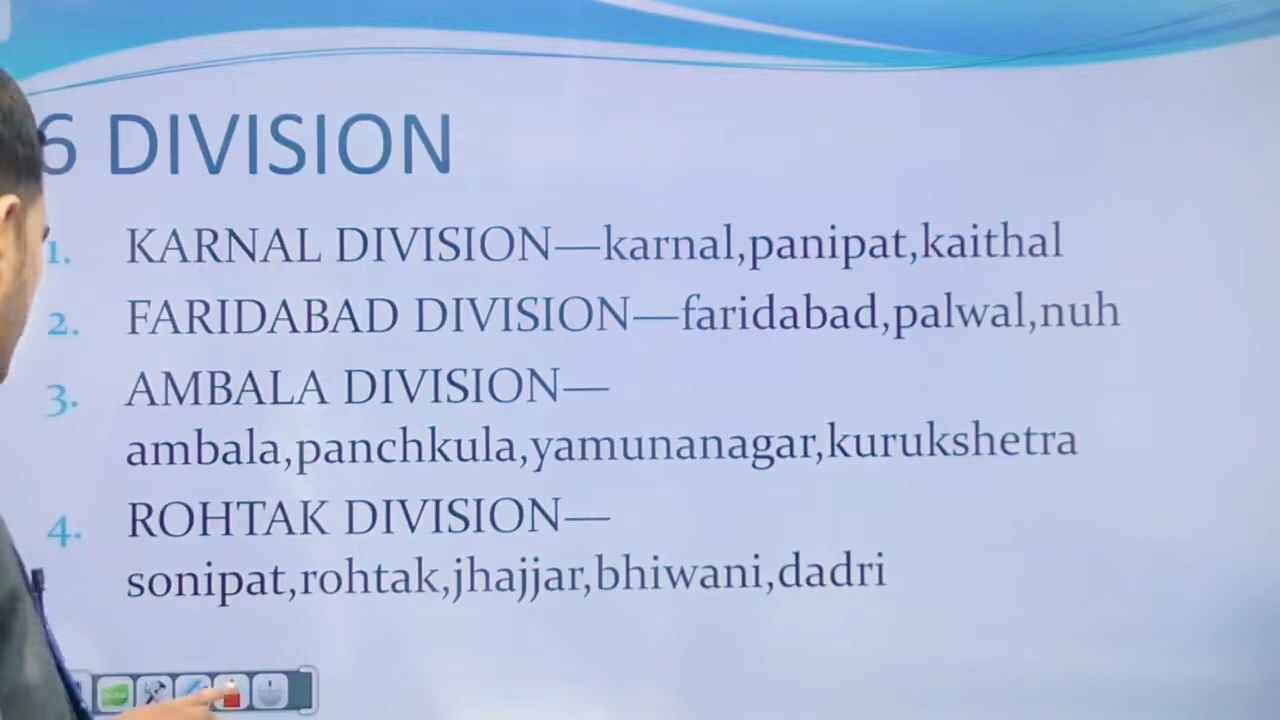 6 DIVISION
1. KARNAL DIVISION—karnal,panipat,kaithal
2. FARIDABAD DIVISION—faridabad,palwal,nuh
3. AMBALA DIVISION—
ambala,panchkula,yamunanagar,kurukshetra
4. ROHTAK DIVISION—
sonipat,rohtak,jhajjar,bhiwani,dadri